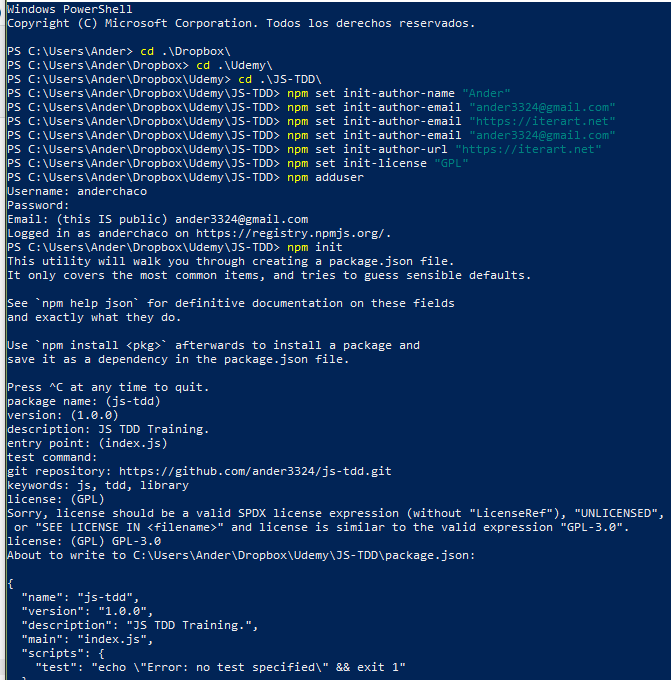 Windows PowerShell
Copyright (C) Microsoft Corporation. Todos los derechos reservados.
PS C:\Users\Ander> cd .\Dropbox\
PS C:\Users\Ander\Dropbox> cd .\Udemy\
PS C:\Users\Ander\Dropbox\Udemy> cd .\JS-TDD\
PS C:\Users\Ander\Dropbox\Udemy\JS-TDD> npm set init-author-name "Ander"
PS C:\Users\Ander\Dropbox\Udemy\JS-TDD> npm set init-author-email "ander3324@gmail.com"
PS C:\Users\Ander\Dropbox\Udemy\JS-TDD> npm set init-author-email "https://iterart.net"
PS C:\Users\Ander\Dropbox\Udemy\JS-TDD> npm set init-author-email "ander3324@gmail.com"
PS C:\Users\Ander\Dropbox\Udemy\JS-TDD> npm set init-author-url "https://iterart.net"
PS C:\Users\Ander\Dropbox\Udemy\JS-TDD> npm set init-license "GPL"
PS C:\Users\Ander\Dropbox\Udemy\JS-TDD> npm adduser
Username: anderchaco
Password:
Email: (this IS public) ander3324@gmail.com
Logged in as anderchaco on https://registry.npmjs.org/.
PS C:\Users\Ander\Dropbox\Udemy\JS-TDD> npm init
This utility will walk you through creating a package.json file.
It only covers the most common items, and tries to guess sensible defaults.
See `npm help json` for definitive documentation on these fields
and exactly what they do.
Use `npm install <pkg>` afterwards to install a package and
save it as a dependency in the package.json file.
Press ^C at any time to quit.
package name: (js-tdd)
version: (1.0.0)
description: JS TDD Training.
entry point: (index.js)
test command:
git repository: https://github.com/ander3324/js-tdd.git
keywords: js, tdd, library
license: (GPL)
Sorry, license should be a valid SPDX license expression (without "LicenseRef"), "UNLICENSED",
 or "SEE LICENSE IN <filename>" and license is similar to the valid expression "GPL-3.0".
license: (GPL) GPL-3.0
About to write to C:\Users\Ander\Dropbox\Udemy\JS-TDD\package.json:
{
  "name": "js-tdd",
  "version": "1.0.0",
  "description": "JS TDD Training.",
  "main": "index.js",
  "scripts": {
    "test": "echo \"Error: no test specified\" && exit 1"